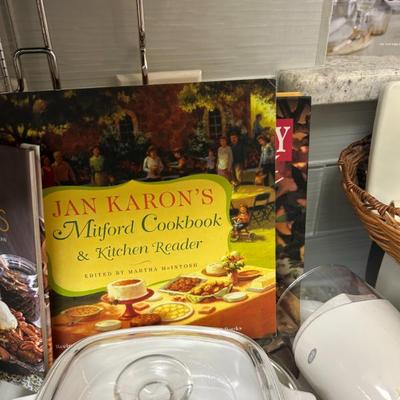 JAN KARON'S
Mitford Cookbook
& Kitchen Reader
EDITED BY MARTHA McINTOSH
Y
S